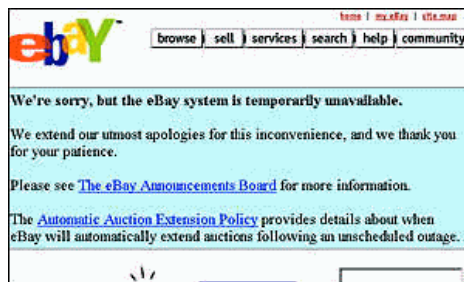 home | my eBay | site map
ebaY™
browse sell services search help community
We're sorry, but the eBay system is temporarily unavailable.
We extend our utmost apologies for this inconvenience, and we thank you
for your patience.
Please see The eBay Announcements Board for more information.
The Automatic Auction Extension Policy provides details about when
eBay will automatically extend auctions following an unscheduled outage.